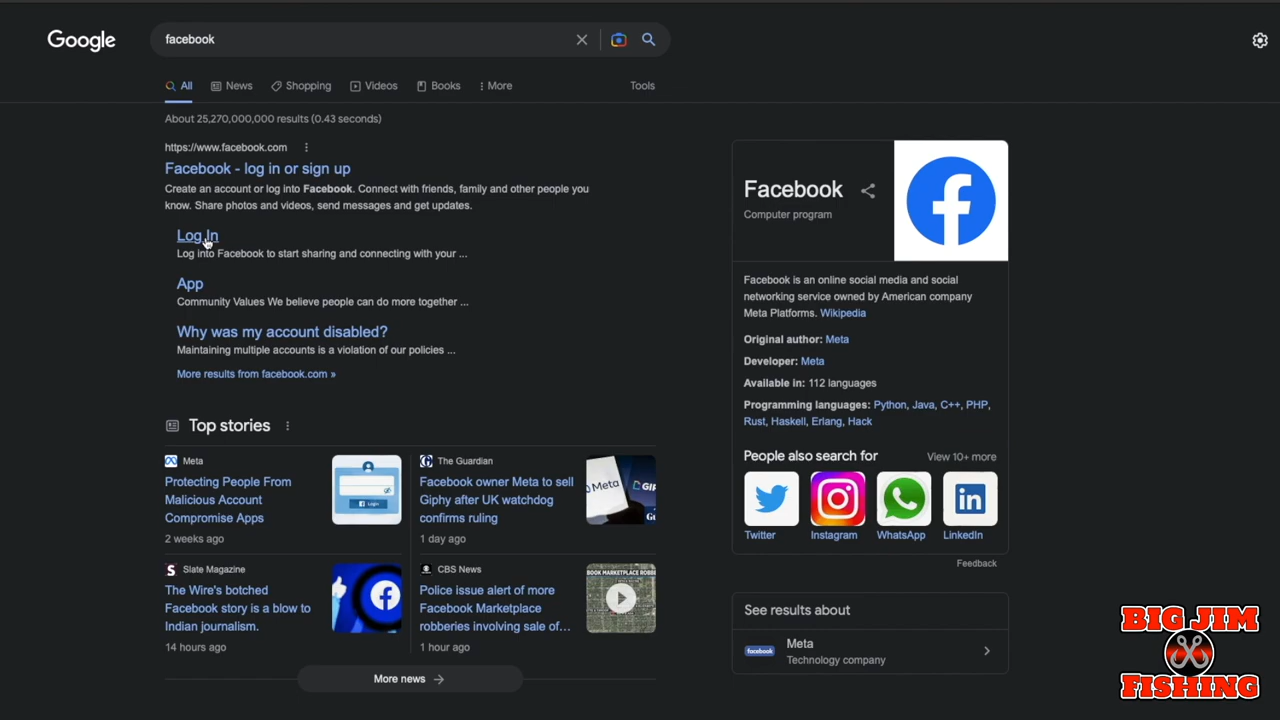 Google
facebook
All
News
Shopping
Videos
Books
More
Tools
About 25,270,000,000 results (0.43 seconds)
https://www.facebook.com
Facebook - log in or sign up
Create an account or log into Facebook. Connect with friends, family and other people you
know. Share photos and videos, send messages and get updates.
Log In
Log into Facebook to start sharing and connecting with your ...
App
Community Values We believe people can do more together ...
Why was my account disabled?
Maintaining multiple accounts is a violation of our policies ...
More results from facebook.com »
Top stories
Meta
Protecting People From
Malicious Account
Compromise Apps
2 weeks ago
The Guardian
Facebook owner Meta to sell
Giphy after UK watchdog
confirms ruling
1 day ago
Meta
Slate Magazine
The Wire's botched
Facebook story is a blow to
Indian journalism.
14 hours ago
CBS News
Police issue alert of more
Facebook Marketplace
robberies involving sale of...
1 hour ago
More news
Facebook
Computer program
Facebook is an online social media and social
networking service owned by American company
Meta Platforms. Wikipedia
Original author: Meta
Developer: Meta
Available in: 112 languages
Programming languages: Python, Java, C++, PHP,
Rust, Haskell, Erlang, Hack
People also search for
View 10+ more
Twitter
Instagram
WhatsApp
LinkedIn
Feedback
See results about
facebook
Meta
Technology company
BIG JIM
FISHING